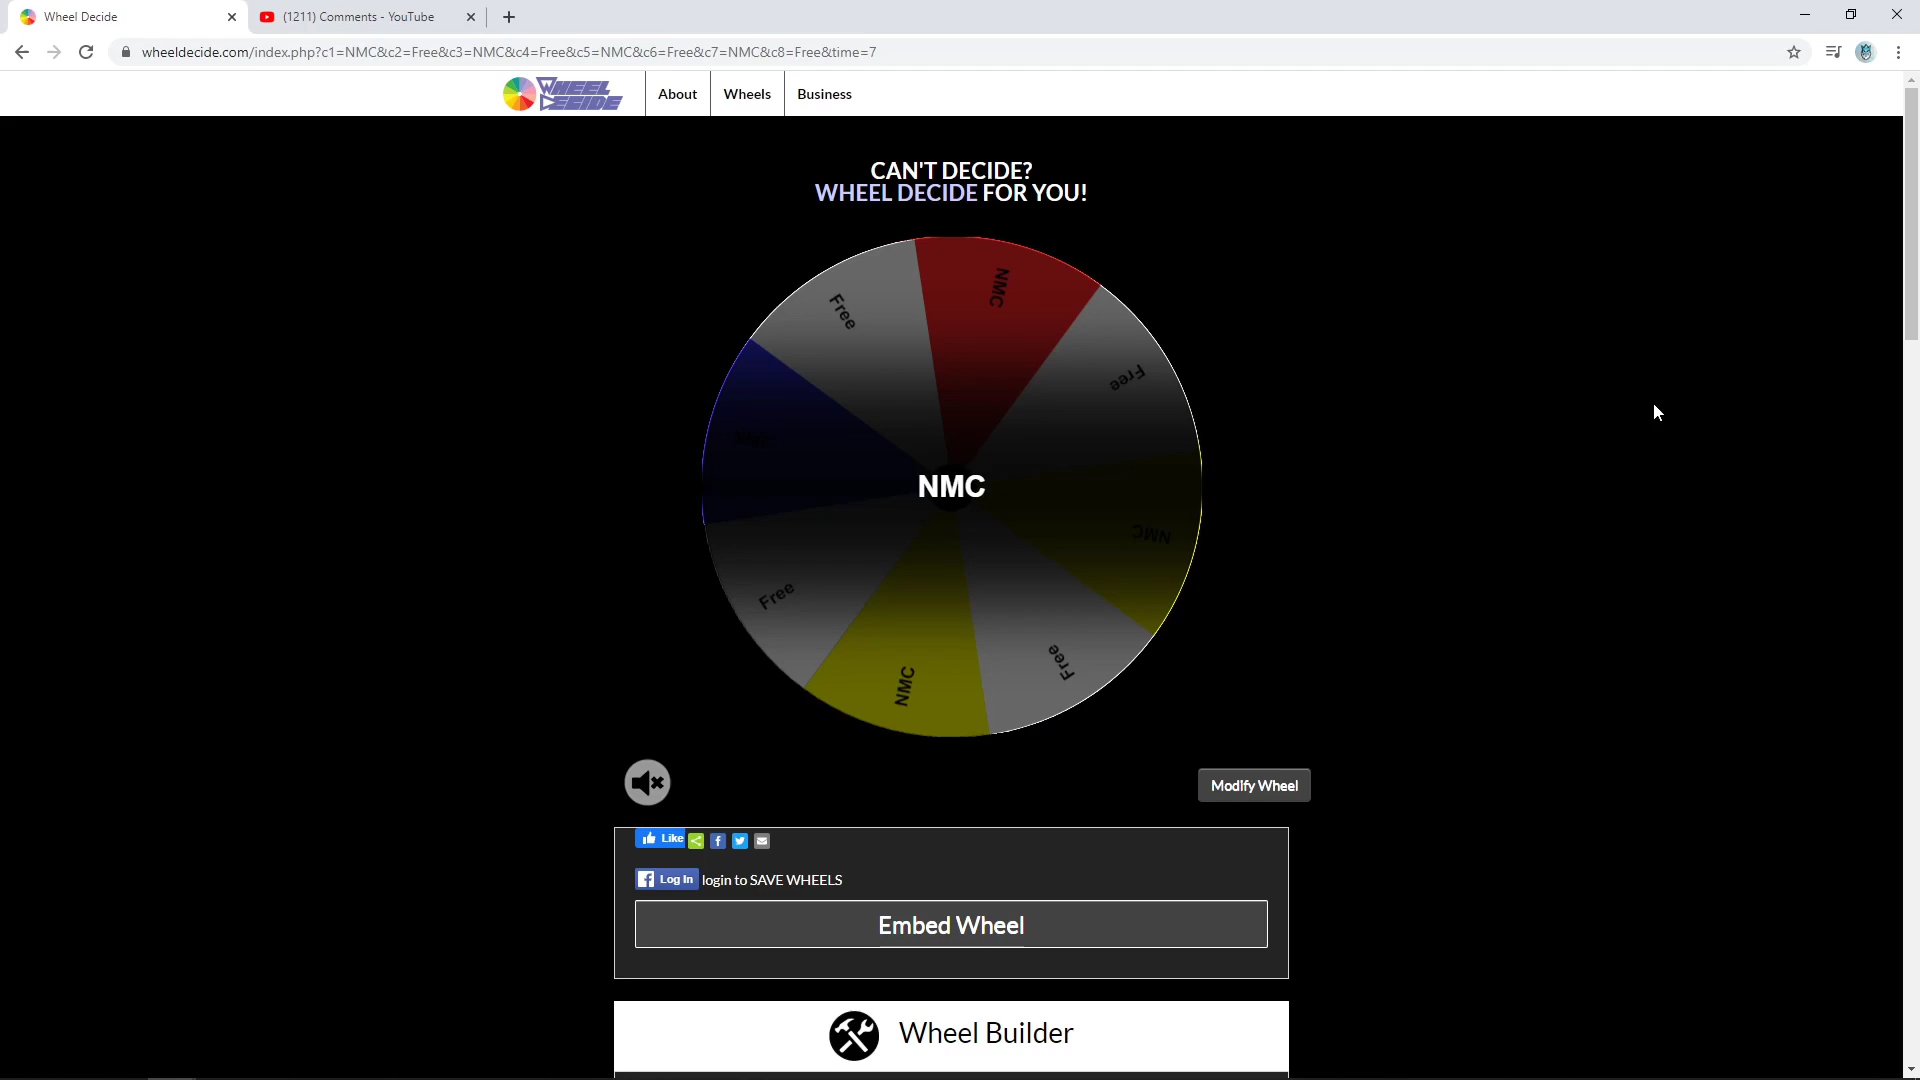 Wheel Decide
(1211) Comments - YouTube
wheeldecide.com/index.php?c1=NMC&c2=Free&c3=NMC&c4=Free&c5=NMC&c6=Free&c7=NMC&c8=Free&time=7
WHEEL DECIDE
About
Wheels
Business
CAN'T DECIDE?
WHEEL DECIDE FOR YOU!
NMC
Free
Free
NMC
NMC
NMC
Free
Free
NMC
Modify Wheel
Like
Log In login to SAVE WHEELS
Embed Wheel
Wheel Builder